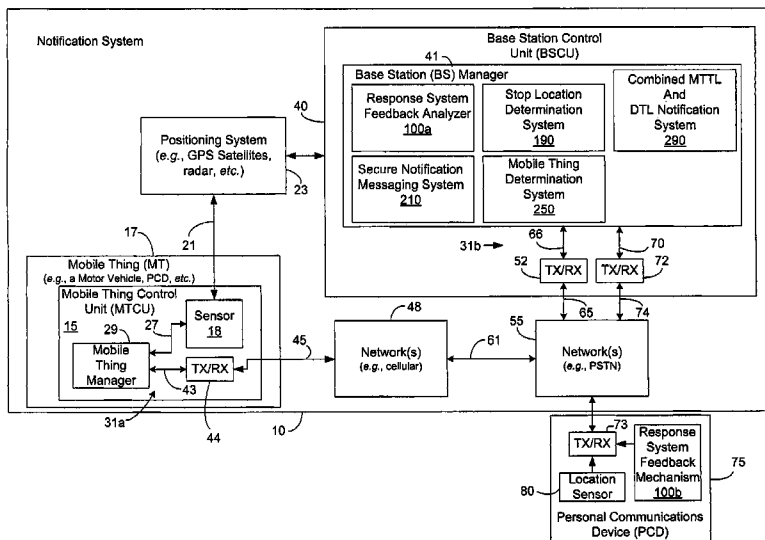 Notification System
Base Station Control
Unit (BSCU)
41
Base Station (BS) Manager
Response System
Feedback Analyzer
100a
Stop Location
Determination
System
190
Combined MTTL
And
DTL Notification
System
290
Secure Notification
Messaging System
210
Mobile Thing
Determination
System
250
40
Positioning System
(e.g., GPS Satellites,
radar, etc.)
23
21
17
Mobile Thing (MT)
(e.g., a Motor Vehicle, PCD, etc.)
Mobile Thing Control
Unit (MTCU)
15
29
27
Sensor
18
Mobile
Thing
Manager
43
TX/RX
44
31a
45
48
Network(s)
(e.g., cellular)
61
55
Network(s)
(e.g., PSTN)
31b
66
70
52
TX/RX
TX/RX
72
65
74
10
73
TX/RX
Response
System
Feedback
Mechanism
100b
75
80
Location
Sensor
Personal Communications
Device (PCD)